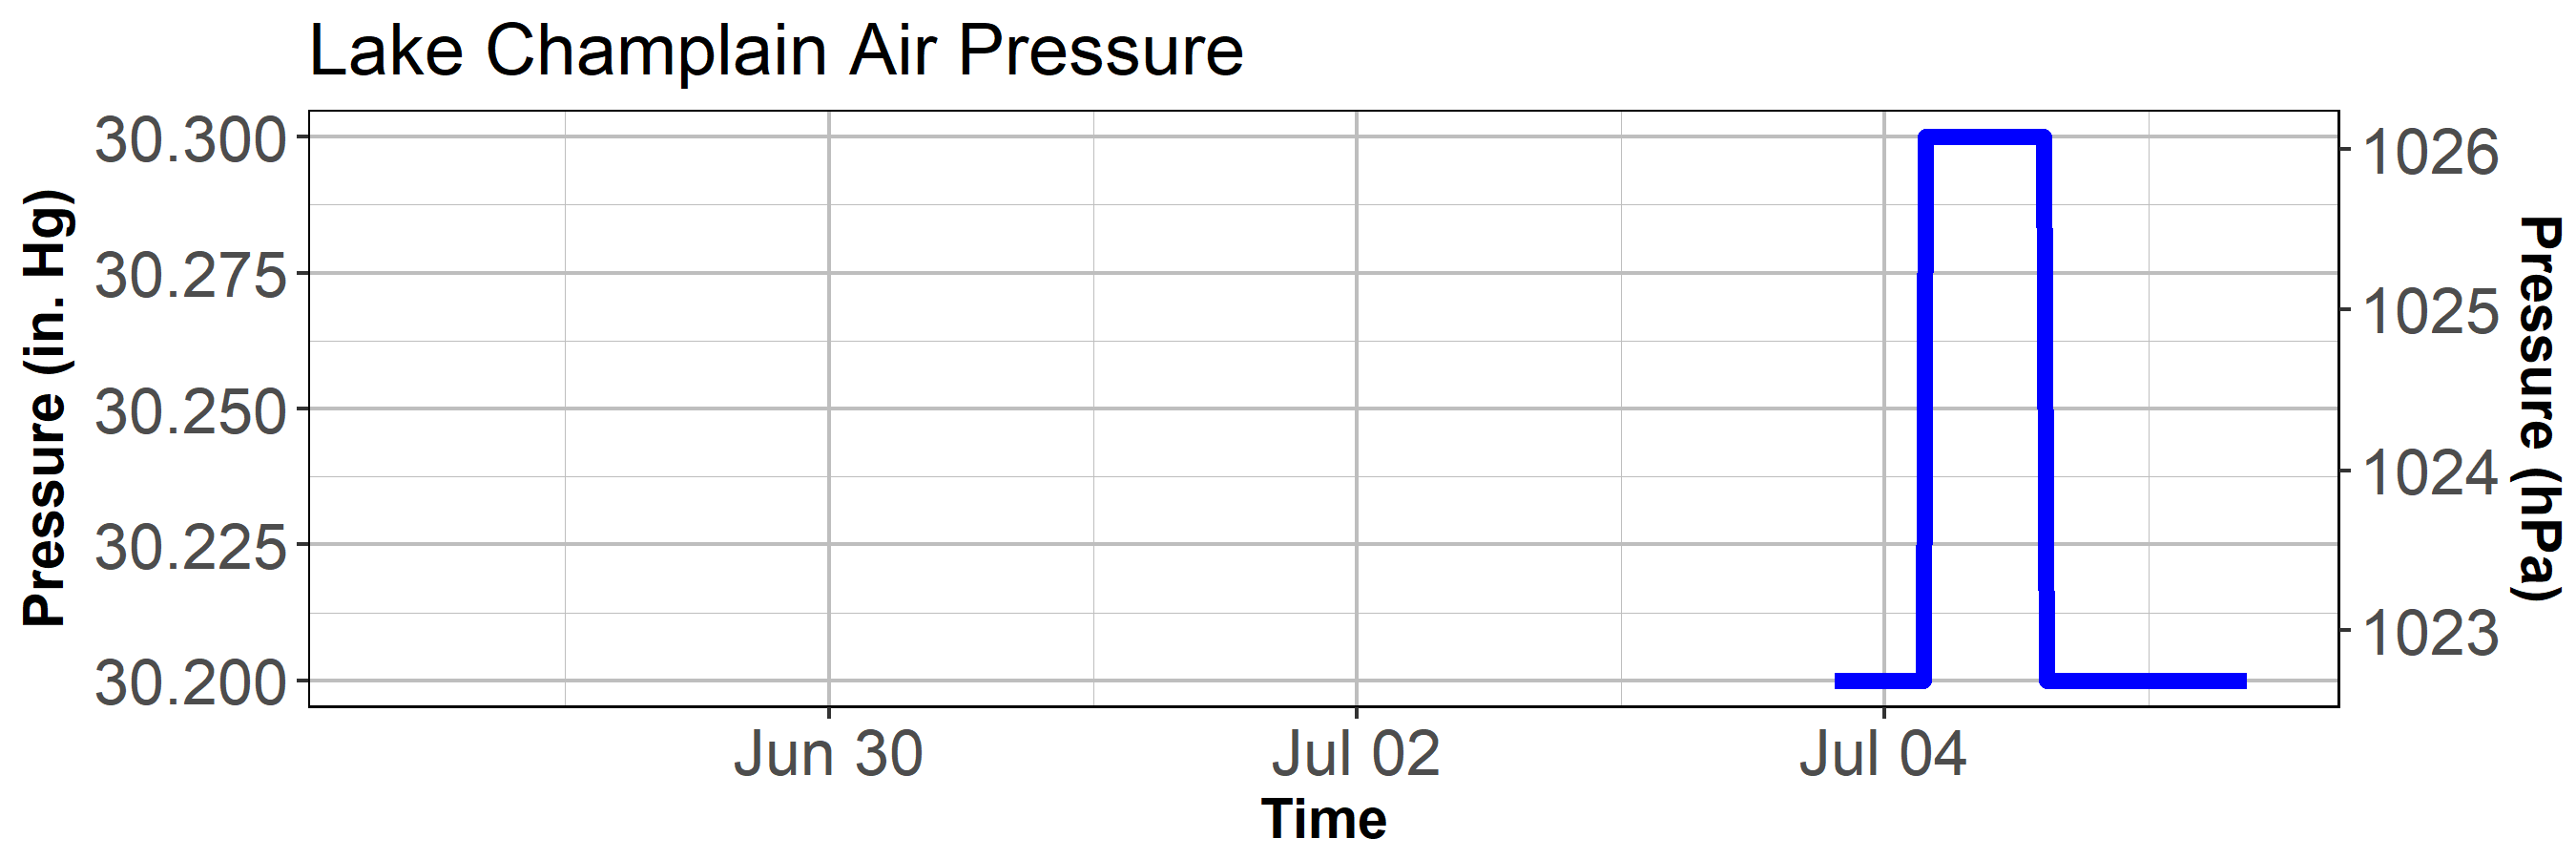 Lake Champlain Air Pressure
Pressure (in. Hg)
30.300
30.275
30.250
30.225
30.200
1026
1025
1024
1023
Pressure (hPa)
Jun 30 Jul 02 Jul 04
Time